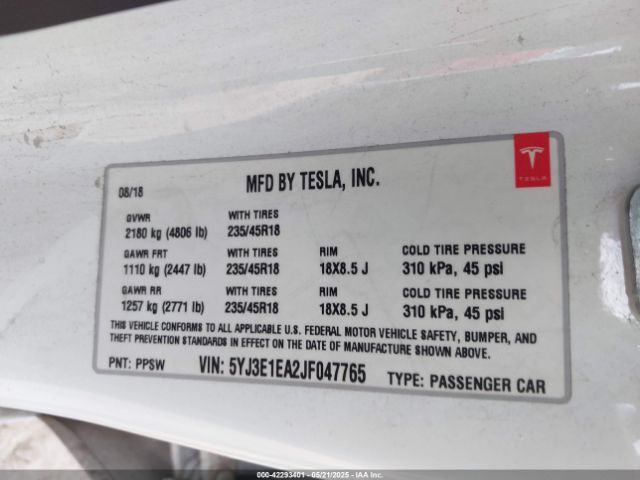 08/18
MFD BY TESLA, INC.
TESLA
GVWR WITH TIRES
2180 kg (4806 lb) 235/45R18
GAWR FRT WITH TIRES RIM COLD TIRE PRESSURE
1110 kg (2447 lb) 235/45R18 18X8.5 J 310 kPa, 45 psi
GAWR RR WITH TIRES RIM COLD TIRE PRESSURE
1257 kg (2771 lb) 235/45R18 18X8.5 J 310 kPa, 45 psi
THIS VEHICLE CONFORMS TO ALL APPLICABLE U.S. FEDERAL MOTOR VEHICLE SAFETY, BUMPER, AND
THEFT PREVENTION STANDARDS IN EFFECT ON THE DATE OF MANUFACTURE SHOWN ABOVE.
PNT: PPSW VIN: 5YJ3E1EA2JF047765 TYPE: PASSENGER CAR
000-42293401 - 05/21/2025 - IAA Corp.